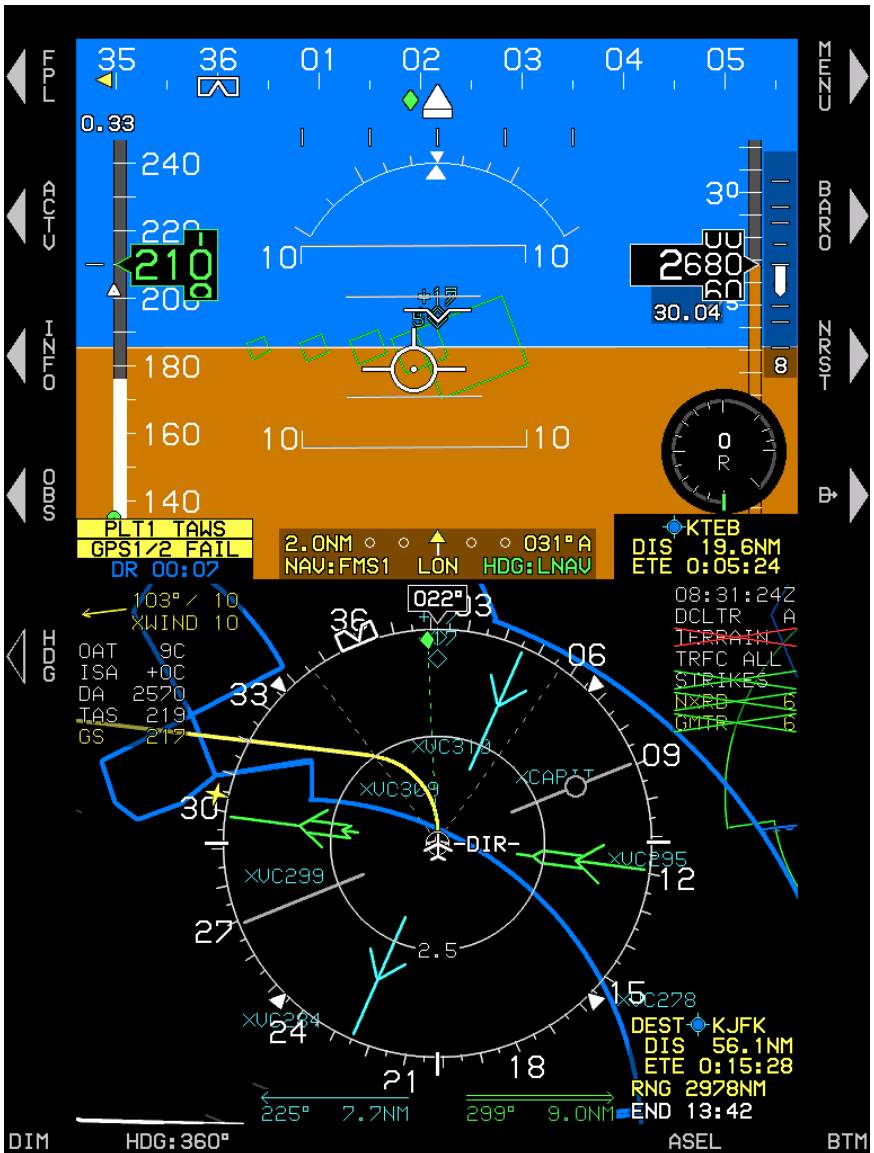 FPL
MENU
35 36 01 02 03 04 05
0.33
240
220
210
200
180
160
140
3
2680
30.04
8
10 10
+17
10 10
0
R
ACTV
BARO
INFO
NRST
OBS
D
HDG
PLT1 TAWS
GPS1/2 FAIL
DR 00:07
2.0NM 031°A
NAV:FMS1 LON HDG:LNAV
KTEB
DIS 19.6NM
ETE 0:05:24
103°/ 10
XWIND 10
OAT 9C
ISA +0C
DA 2570
TAS 219
GS 217
022°
08:31:24Z
DCLTR A
TERRAIN
TRFC ALL
STRIKES
NXRD 6
GMTR 6
36 03
33 06
30 09
27 12
24 15
21 18
XVC310
XVC309
XCAPIT
-DIR-
XVC299
XVC295
2.5
XVC284
XVC278
DEST KJFK
DIS 56.1NM
ETE 0:15:28
RNG 2978NM
END 13:42
225° 7.7NM
299° 9.0NM
DIM HDG:360° ASEL BTM